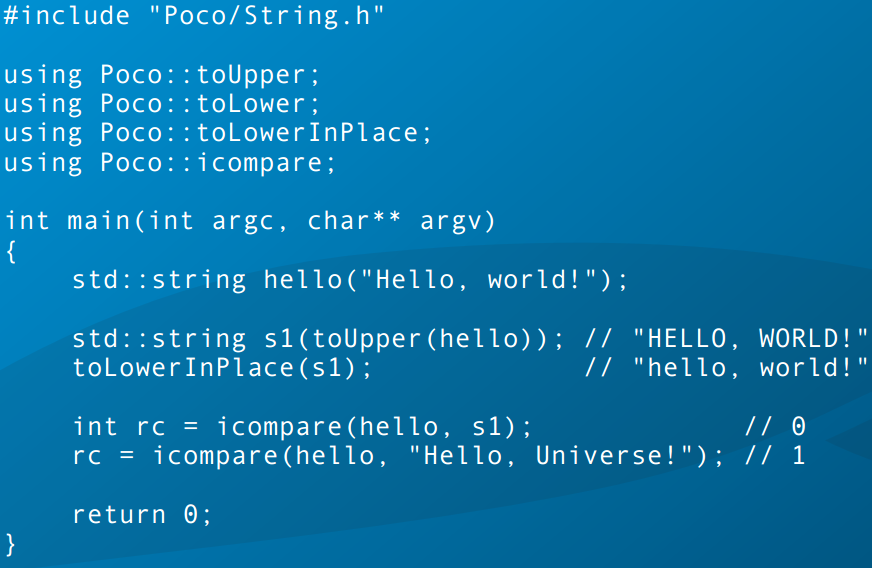 #include "Poco/String.h"
using Poco::toUpper;
using Poco::toLower;
using Poco::toLowerInPlace;
using Poco::icompare;
int main(int argc, char** argv)
{
std::string hello("Hello, world!");
std::string s1(toUpper(hello)); // "HELLO, WORLD!"
toLowerInPlace(s1); // "hello, world!"
int rc = icompare(hello, s1); // 0
rc = icompare(hello, "Hello, Universe!"); // 1
return 0;
}